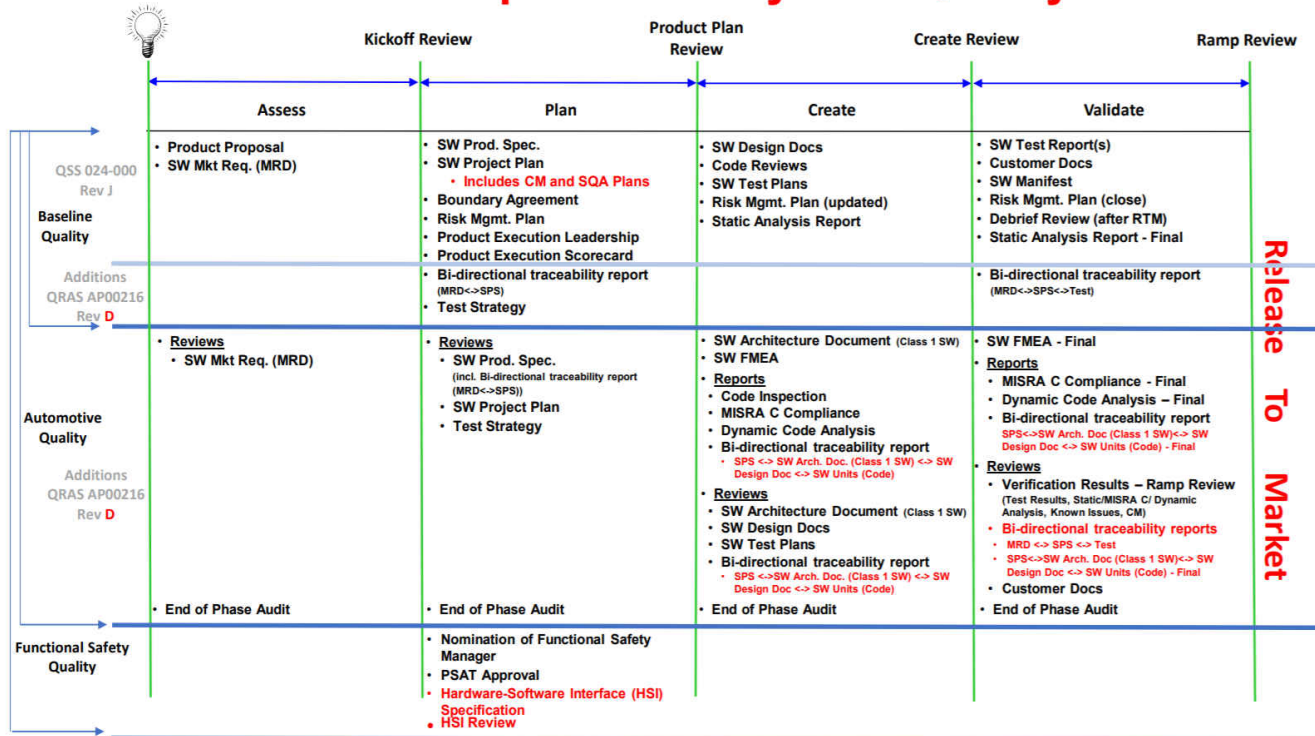 Kickoff Review
Product Plan
Review
Create Review
Ramp Review
Assess
Plan
Create
Validate
QSS 024-000
Rev J
Baseline
Quality
• Product Proposal
• SW Mkt Req. (MRD)
• SW Prod. Spec.
• SW Project Plan
• Includes CM and SQA Plans
• Boundary Agreement
• Risk Mgmt. Plan
• Product Execution Leadership
• Product Execution Scorecard
• SW Design Docs
• Code Reviews
• SW Test Plans
• Risk Mgmt. Plan (updated)
• Static Analysis Report
• SW Test Report(s)
• Customer Docs
• SW Manifest
• Risk Mgmt. Plan (close)
• Debrief Review (after RTM)
• Static Analysis Report - Final
Additions
QRAS AP00216
Rev D
• Bi-directional traceability report
(MRD<->SPS)
• Test Strategy
• Bi-directional traceability report
(MRD<->SPS<->Test)
Automotive
Quality
Additions
QRAS AP00216
Rev D
• Reviews
• SW Mkt Req. (MRD)
• End of Phase Audit
• Reviews
• SW Prod. Spec.
(incl. Bi-directional traceability report
(MRD<->SPS))
• SW Project Plan
• Test Strategy
• End of Phase Audit
• SW Architecture Document (Class 1 SW)
• SW FMEA
• Reports
• Code Inspection
• MISRA C Compliance
• Dynamic Code Analysis
• Bi-directional traceability report
• SPS <-> SW Arch. Doc. (Class 1 SW) <-> SW
Design Doc <-> SW Units (Code)
• Reviews
• SW Architecture Document (Class 1 SW)
• SW Design Docs
• SW Test Plans
• Bi-directional traceability report
• SPS <->SW Arch. Doc. (Class 1 SW) <-> SW
Design Doc <-> SW Units (Code)
• End of Phase Audit
• SW FMEA - Final
• Reports
• MISRA C Compliance - Final
• Dynamic Code Analysis – Final
• Bi-directional traceability report
SPS<->SW Arch. Doc (Class 1 SW)<-> SW
Design Doc <-> SW Units (Code) - Final
• Reviews
• Verification Results – Ramp Review
(Test Results, Static/MISRA C/ Dynamic
Analysis, Known Issues, CM)
• Bi-directional traceability reports
• MRD <-> SPS <-> Test
• SPS<->SW Arch. Doc (Class 1 SW)<-> SW
Design Doc <-> SW Units (Code) - Final
• Customer Docs
• End of Phase Audit
Functional Safety
Quality
• Nomination of Functional Safety
Manager
• PSAT Approval
• Hardware-Software Interface (HSI)
Specification
• HSI Review
Release To Market